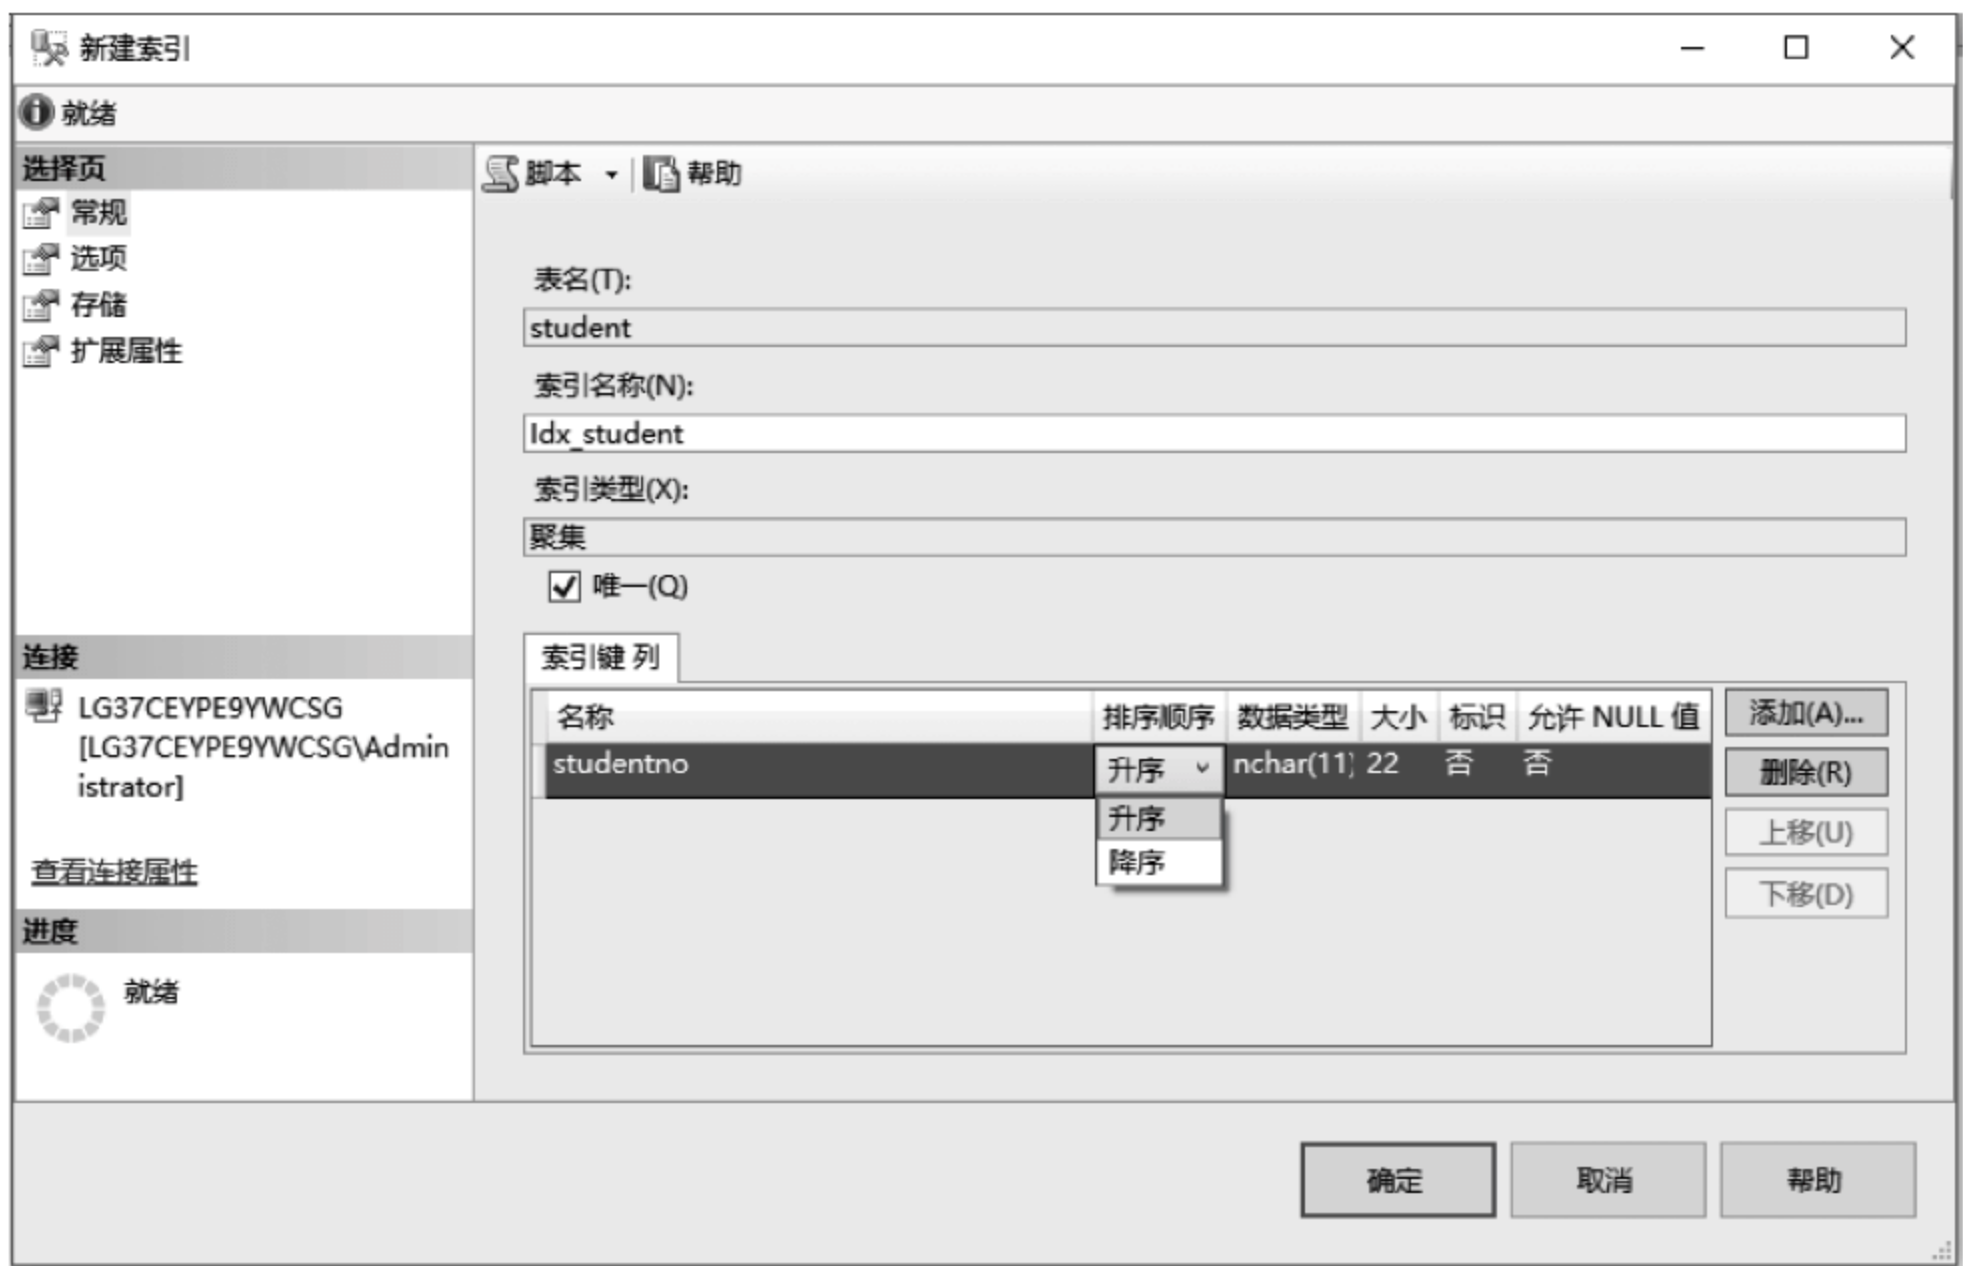 新建索引
就绪
选择页
常规
选项
存储
扩展属性
连接
LG37CEYPE9YWCSG
[LG37CEYPE9YWCSG\Admin
istrator]
查看连接属性
进度
就绪
脚本 帮助
表名(T):
student
索引名称(N):
Idx_student
索引类型(X):
聚集
唯一(Q)
索引键 列
名称 排序顺序 数据类型 大小 标识 允许 NULL 值
studentno 升序 nchar(11) 22 否 否
升序
降序
添加(A)...
删除(R)
上移(U)
下移(D)
确定 取消 帮助